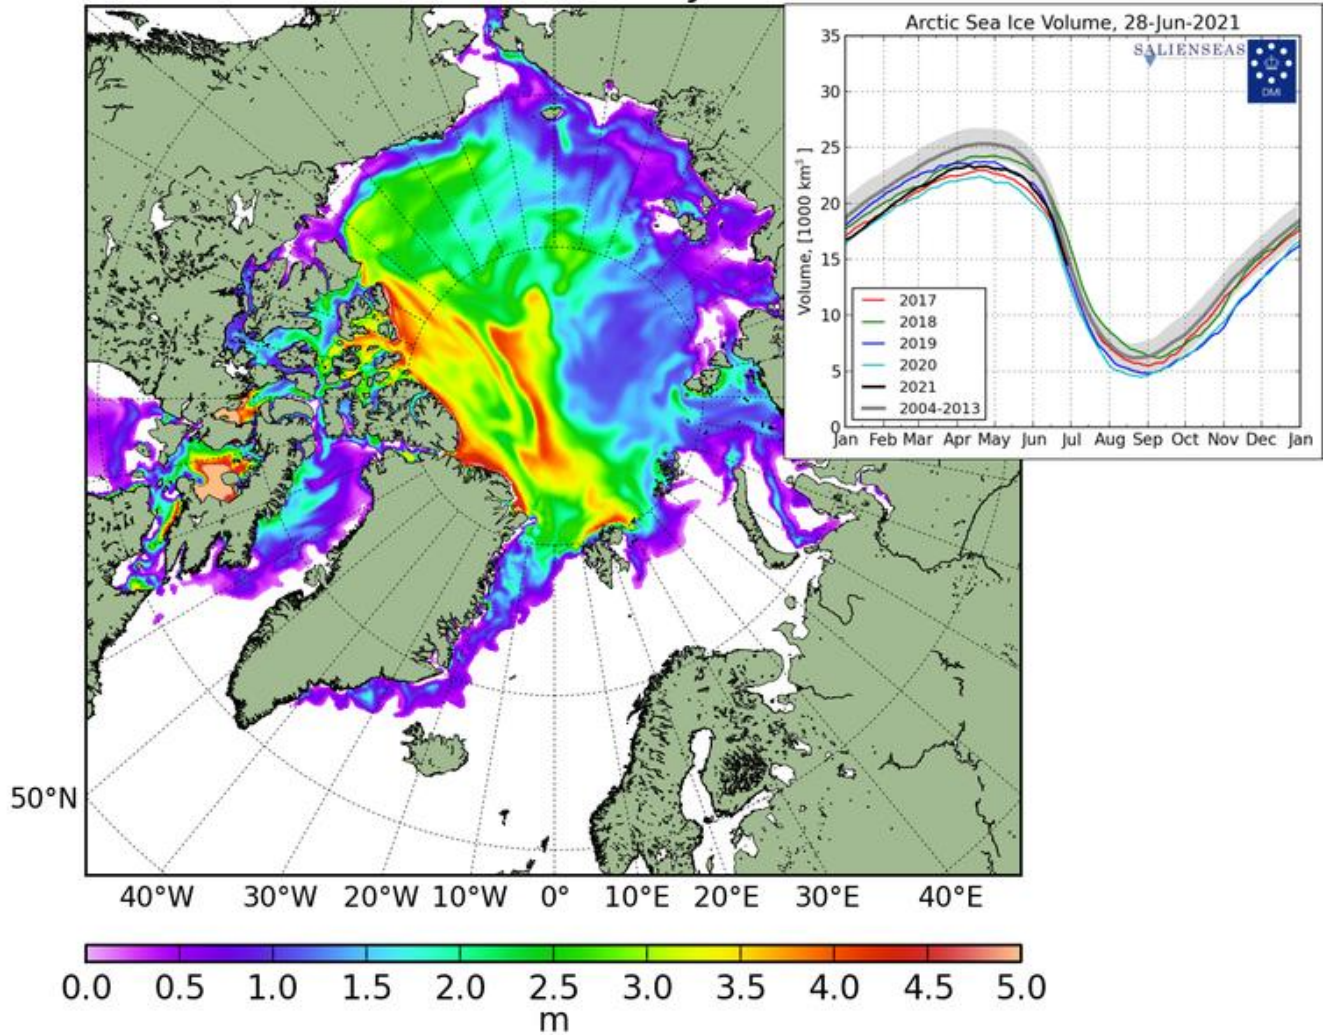 Arctic Sea Ice Volume, 28-Jun-2021
SALIENSEAS
DMI
Volume, [1000 km³ ]
35
30
25
20
15
10
5
0
2017
2018
2019
2020
2021
2004-2013
Jan Feb Mar Apr May Jun Jul Aug Sep Oct Nov Dec Jan
50°N
40°W 30°W 20°W 10°W 0° 10°E 20°E 30°E 40°E
0.0 0.5 1.0 1.5 2.0 2.5 3.0 3.5 4.0 4.5 5.0
m